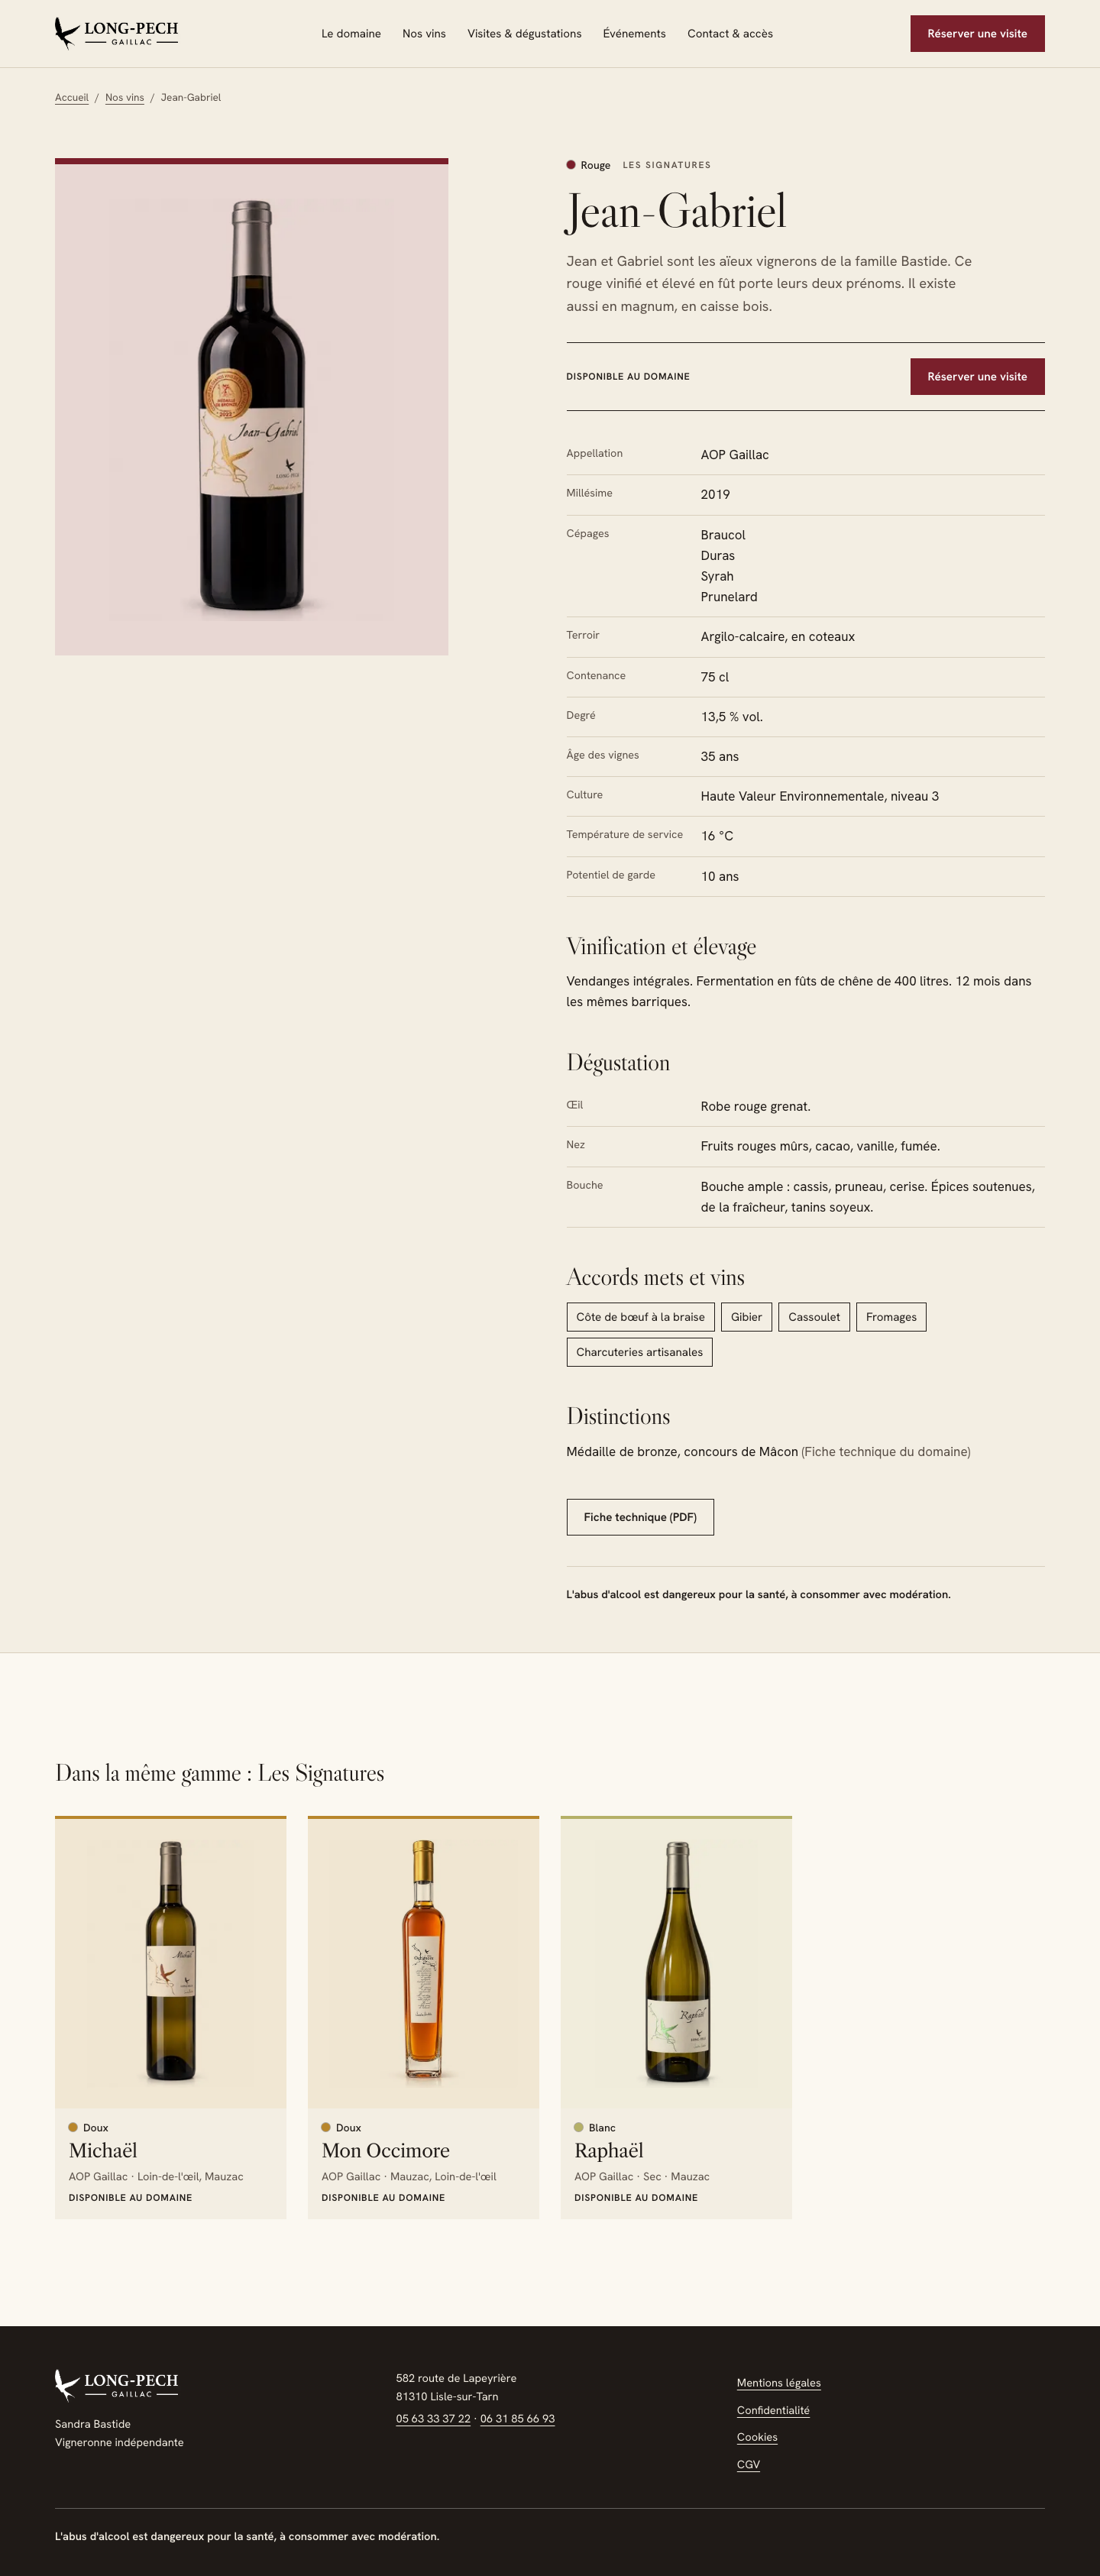 LONG-PECH
GAILLAC
Le domaine
Nos vins
Visites & dégustations
Événements
Contact & accès
Réserver une visite
Accueil / Nos vins / Jean-Gabriel
Jean-Gabriel
LONG-PECH
Rouge LES SIGNATURES
Jean-Gabriel
Jean et Gabriel sont les aïeux vignerons de la famille Bastide. Ce
rouge vinifié et élevé en fût porte leurs deux prénoms. Il existe
aussi en magnum, en caisse bois.
DISPONIBLE AU DOMAINE
Réserver une visite
Appellation AOP Gaillac
Millésime 2019
Cépages Braucol
Duras
Syrah
Prunelard
Terroir Argilo-calcaire, en coteaux
Contenance 75 cl
Degré 13,5 % vol.
Âge des vignes 35 ans
Culture Haute Valeur Environnementale, niveau 3
Température de service 16 °C
Potentiel de garde 10 ans
Vinification et élevage
Vendanges intégrales. Fermentation en fûts de chêne de 400 litres. 12 mois dans
les mêmes barriques.
Dégustation
Œil Robe rouge grenat.
Nez Fruits rouges mûrs, cacao, vanille, fumée.
Bouche Bouche ample : cassis, pruneau, cerise. Épices soutenues,
de la fraîcheur, tanins soyeux.
Accords mets et vins
Côte de bœuf à la braise
Gibier
Cassoulet
Fromages
Charcuteries artisanales
Distinctions
Médaille de bronze, concours de Mâcon (Fiche technique du domaine)
Fiche technique (PDF)
L'abus d'alcool est dangereux pour la santé, à consommer avec modération.
Dans la même gamme : Les Signatures
Michaël
Raphaël
Doux
Michaël
AOP Gaillac · Loin-de-l'œil, Mauzac
DISPONIBLE AU DOMAINE
Doux
Mon Occimore
AOP Gaillac · Mauzac, Loin-de-l'œil
DISPONIBLE AU DOMAINE
Blanc
Raphaël
AOP Gaillac · Sec · Mauzac
DISPONIBLE AU DOMAINE
LONG-PECH
GAILLAC
Sandra Bastide
Vigneronne indépendante
582 route de Lapeyrière
81310 Lisle-sur-Tarn
05 63 33 37 22 · 06 31 85 66 93
Mentions légales
Confidentialité
Cookies
CGV
L'abus d'alcool est dangereux pour la santé, à consommer avec modération.